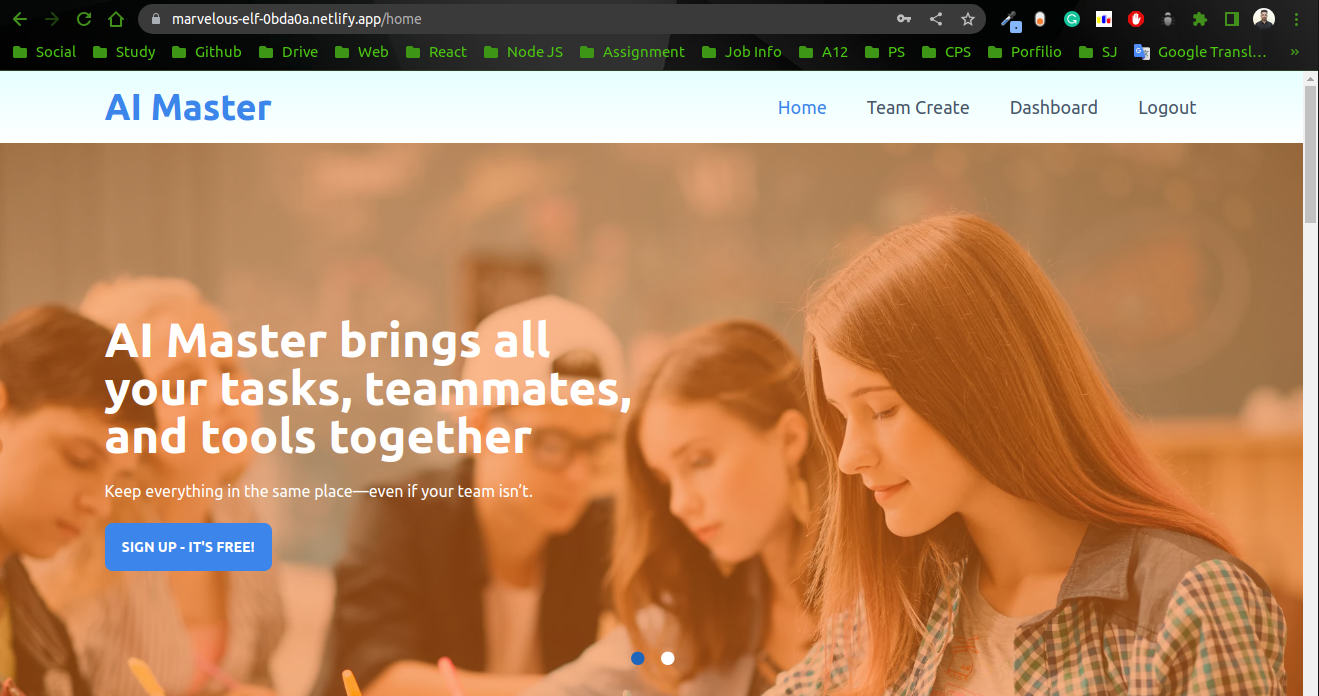 marvelous-elf-0bda0a.netlify.app/home
Social Study Github Drive Web React Node JS Assignment Job Info A12 PS CPS Porfilio SJ Google Transl... »
AI Master
Home Team Create Dashboard Logout
AI Master brings all
your tasks, teammates,
and tools together
Keep everything in the same place—even if your team isn't.
SIGN UP - IT'S FREE!